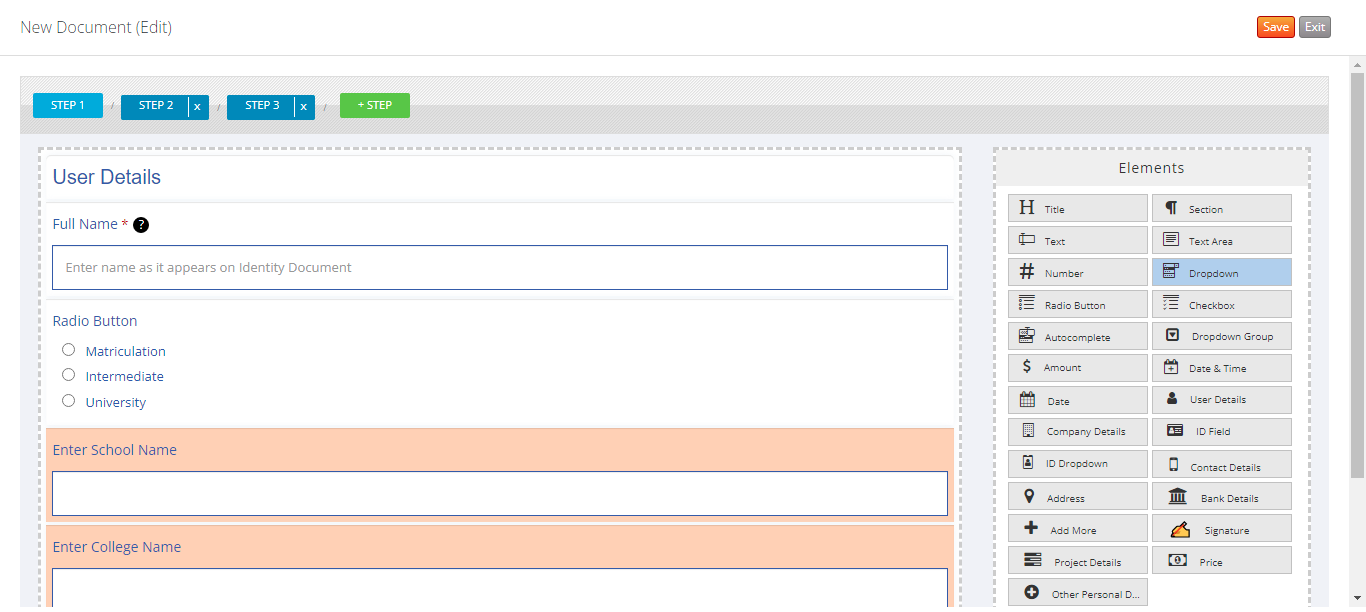 New Document (Edit)
Save Exit
STEP 1 / STEP 2 x / STEP 3 x / + STEP
User Details
Full Name * ?
Enter name as it appears on Identity Document
Radio Button
Matriculation
Intermediate
University
Enter School Name
Enter College Name
Elements
Title Section
Text Text Area
Number Dropdown
Radio Button Checkbox
Autocomplete Dropdown Group
Amount Date & Time
Date User Details
Company Details ID Field
ID Dropdown Contact Details
Address Bank Details
Add More Signature
Project Details Price
Other Personal D...